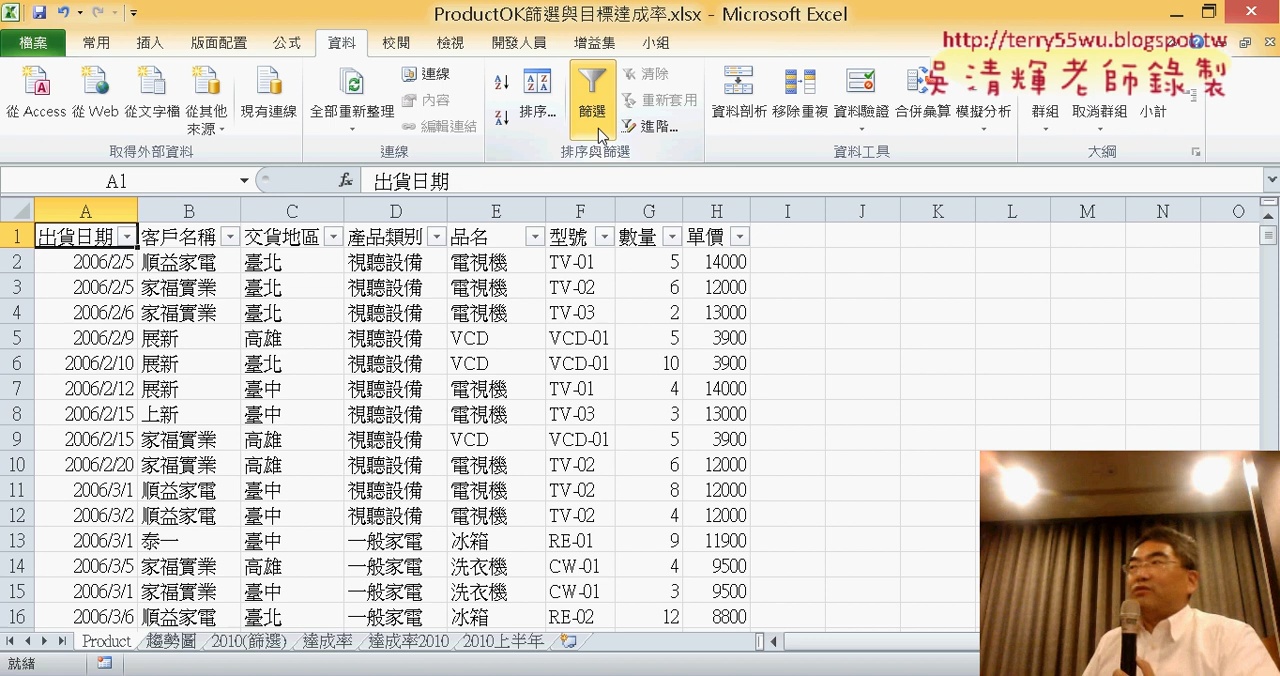 ProductOK篩選與目標達成率.xlsx - Microsoft Excel
檔案 常用 插入 版面配置 公式 資料 校閱 檢視 開發人員 增益集 小組
http://terry55wu.blogspot.tw
吳清輝老師錄製
從 Access 從 Web 從文字檔 從其他來源 現有連線 全部重新整理 連線 內容 編輯連結 排序... 篩選 清除 重新套用 進階... 資料剖析 移除重複 資料驗證 合併彙算 模擬分析 群組 取消群組 小計
取得外部資料 連線 排序與篩選 資料工具 大綱
A1 fx 出貨日期
A B C D E F G H I J K L M N O
1 出貨日期 客戶名稱 交貨地區 產品類別 品名 型號 數量 單價
2 2006/2/5 順益家電 臺北 視聽設備 電視機 TV-01 5 14000
3 2006/2/5 家福實業 臺北 視聽設備 電視機 TV-02 6 12000
4 2006/2/6 家福實業 臺北 視聽設備 電視機 TV-03 2 13000
5 2006/2/9 展新 高雄 視聽設備 VCD VCD-01 5 3900
6 2006/2/10 展新 臺北 視聽設備 VCD VCD-01 10 3900
7 2006/2/12 展新 臺中 視聽設備 電視機 TV-01 4 14000
8 2006/2/15 上新 臺中 視聽設備 電視機 TV-03 3 13000
9 2006/2/15 家福實業 高雄 視聽設備 VCD VCD-01 5 3900
10 2006/2/20 家福實業 高雄 視聽設備 電視機 TV-02 6 12000
11 2006/3/1 順益家電 臺中 視聽設備 電視機 TV-02 8 12000
12 2006/3/2 順益家電 臺中 視聽設備 電視機 TV-02 4 12000
13 2006/3/1 泰一 臺中 一般家電 冰箱 RE-01 9 11900
14 2006/3/5 家福實業 高雄 一般家電 洗衣機 CW-01 4 9500
15 2006/3/1 家福實業 臺中 一般家電 洗衣機 CW-01 3 9500
16 2006/3/6 順益家電 臺北 一般家電 冰箱 RE-02 12 8800
Product 趨勢圖 2010(篩選) 達成率 達成率2010 2010上半年
就緒